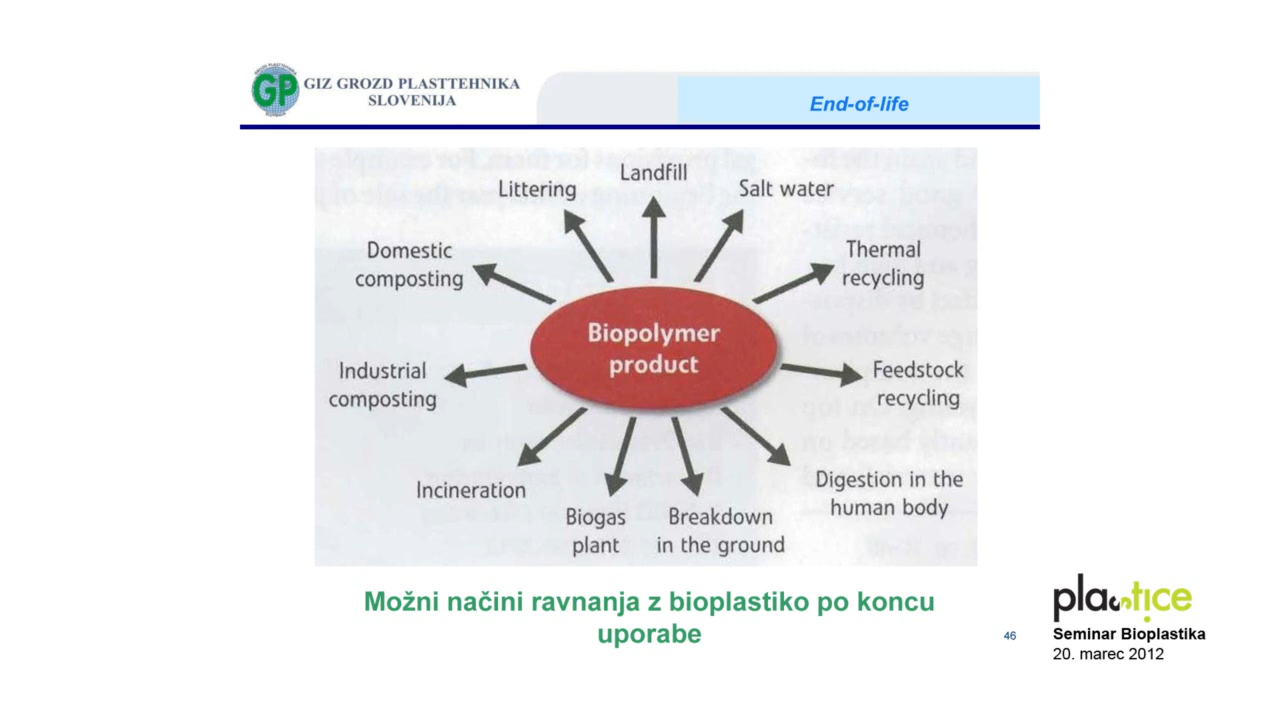 GP
GIZ GROZD PLASTTEHNIKA
SLOVENIJA
End-of-life
Landfill
Littering
Salt water
Domestic
composting
Thermal
recycling
Biopolymer
product
Industrial
composting
Feedstock
recycling
Incineration
Digestion in the
human body
Biogas
plant
Breakdown
in the ground
Možni načini ravnanja z bioplastiko po koncu
uporabe
46
plastice
Seminar Bioplastika
20. marec 2012